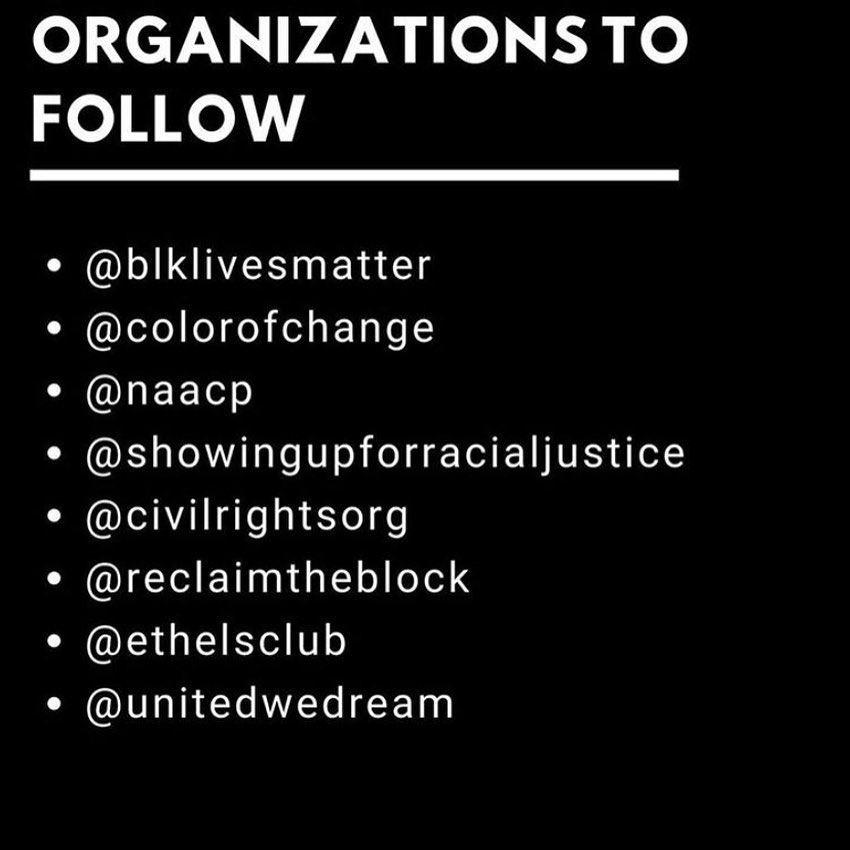 ORGANIZATIONS TO
FOLLOW
• @blklivesmatter
• @colorofchange
• @naacp
• @showingupforracialjustice
• @civilrightsorg
• @reclaimtheblock
• @ethelsclub
• @unitedwedream